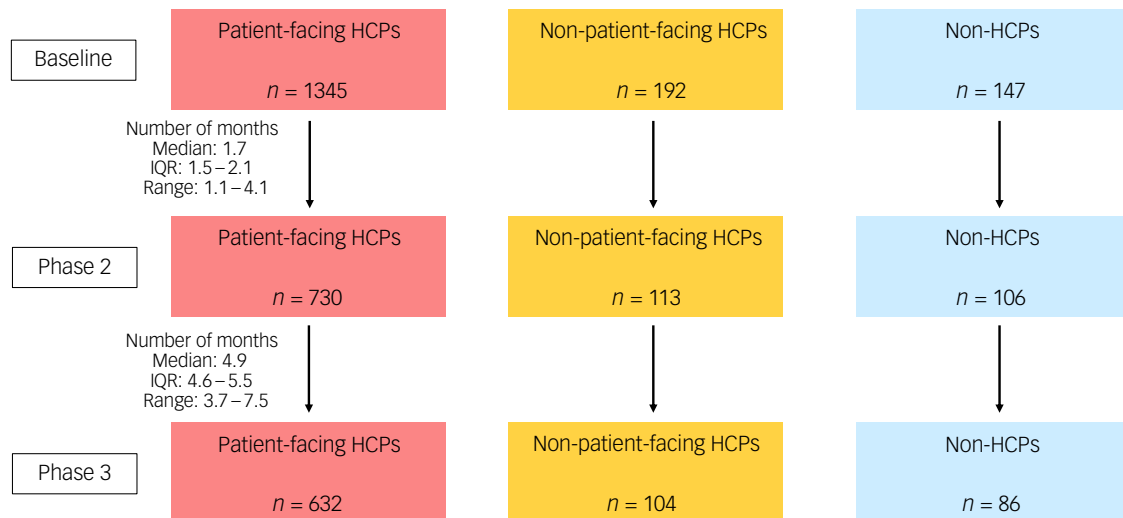 Baseline
Patient-facing HCPs
n = 1345
Non-patient-facing HCPs
n = 192
Non-HCPs
n = 147
Number of months
Median: 1.7
IQR: 1.5–2.1
Range: 1.1–4.1
Phase 2
Patient-facing HCPs
n = 730
Non-patient-facing HCPs
n = 113
Non-HCPs
n = 106
Number of months
Median: 4.9
IQR: 4.6–5.5
Range: 3.7–7.5
Phase 3
Patient-facing HCPs
n = 632
Non-patient-facing HCPs
n = 104
Non-HCPs
n = 86